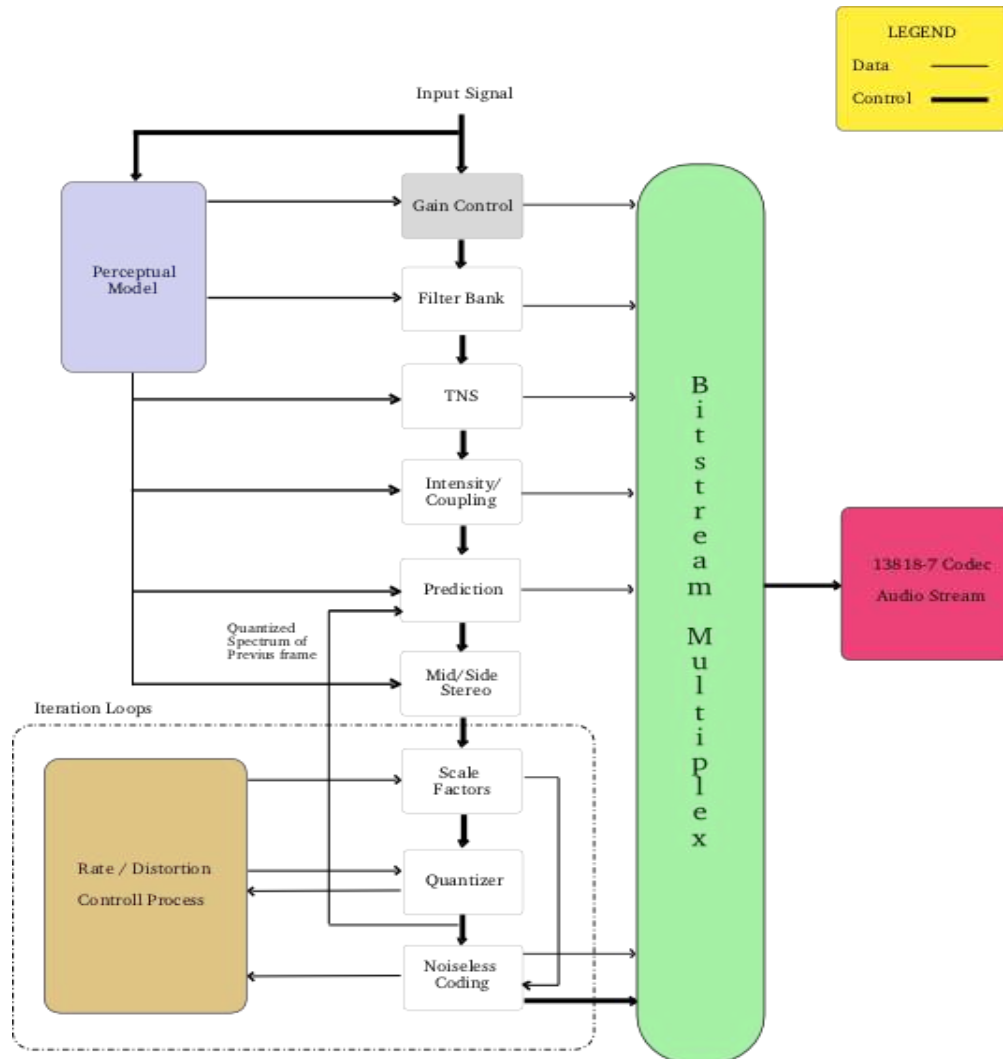 LEGEND
Data
Control
Input Signal
Gain Control
Perceptual
Model
Filter Bank
TNS
Intensity/
Coupling
Prediction
Quantized
Spectrum of
Previus frame
Mid/Side
Stereo
Iteration Loops
Scale
Factors
Rate / Distortion
Controll Process
Quantizer
Noiseless
Coding
Bitstream Multiplex
13818-7 Codec
Audio Stream